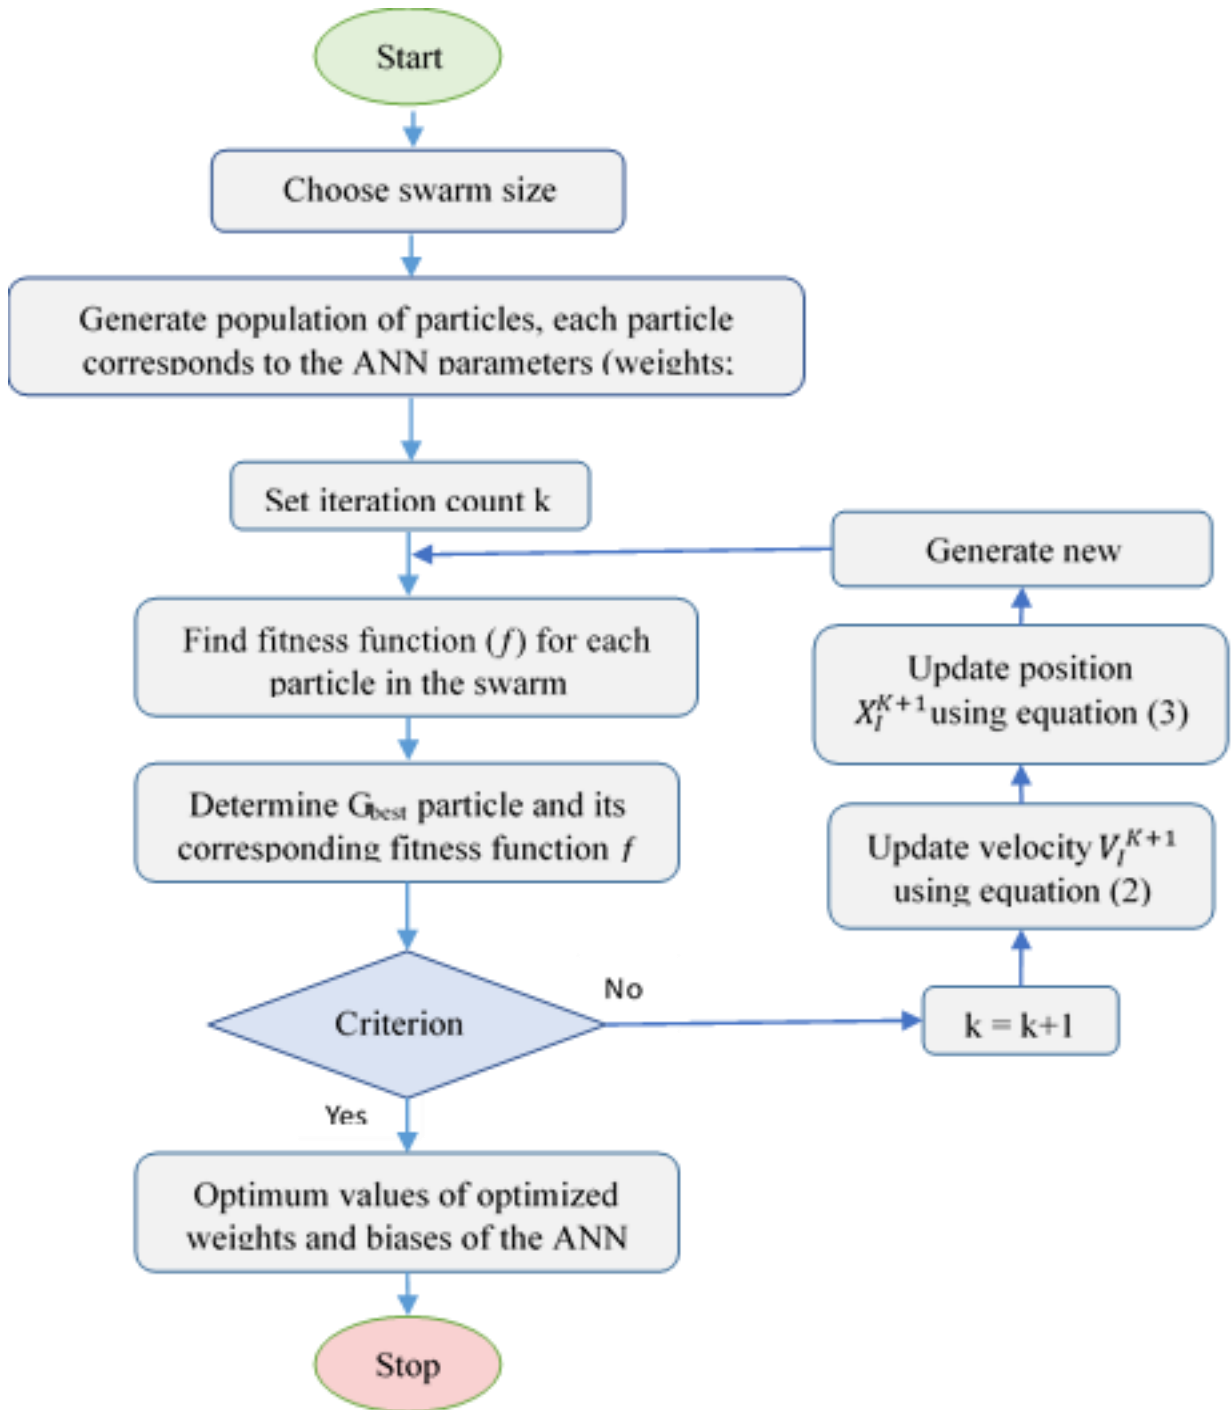 Start
Choose swarm size
Generate population of particles, each particle
corresponds to the ANN parameters (weights;
Set iteration count k
Find fitness function (f) for each
particle in the swarm
Determine Gbest particle and its
corresponding fitness function f
Criterion
No
Yes
k = k+1
Update velocity V_I^{K+1}
using equation (2)
Update position
X_I^{K+1} using equation (3)
Generate new
Optimum values of optimized
weights and biases of the ANN
Stop